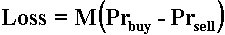 Loss = M(Pr_buy - Pr_sell)